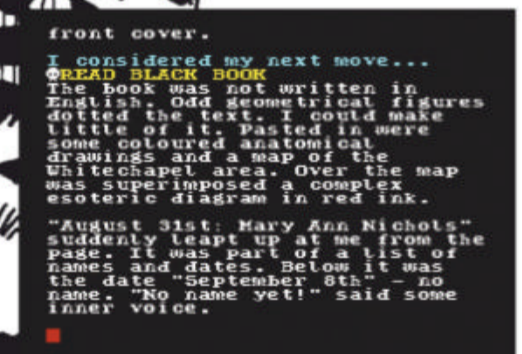 front cover.
I considered my next move...
READ BLACK BOOK
The book was not written in
English. Odd geometrical figures
dotted the text. I could make
little of it. Pasted in were
some coloured anatomical
drawings and a map of the
Whitechapel area. Over the map
was superimposed a complex
esoteric diagram in red ink.
"August 31st: Mary Ann Nichols"
suddenly leapt up at me from the
page. It was part of a list of
names and dates. Below it was
the date "September 8th" - no
name. "No name yet!" said some
inner voice.